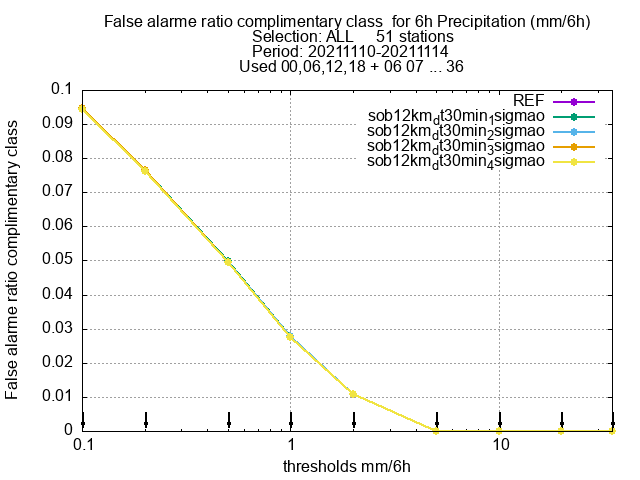 False alarme ratio complimentary class  for 6h Precipitation (mm/6h)
Selection: ALL     51 stations
Period: 20211110-20211114
Used 00,06,12,18 + 06 07 ... 36
REF
sob12km_dt30min_1sigmao
sob12km_dt30min_2sigmao
sob12km_dt30min_3sigmao
sob12km_dt30min_4sigmao
False alarme ratio complimentary class
0.1
0.09
0.08
0.07
0.06
0.05
0.04
0.03
0.02
0.01
0
0.1 1 10
thresholds mm/6h